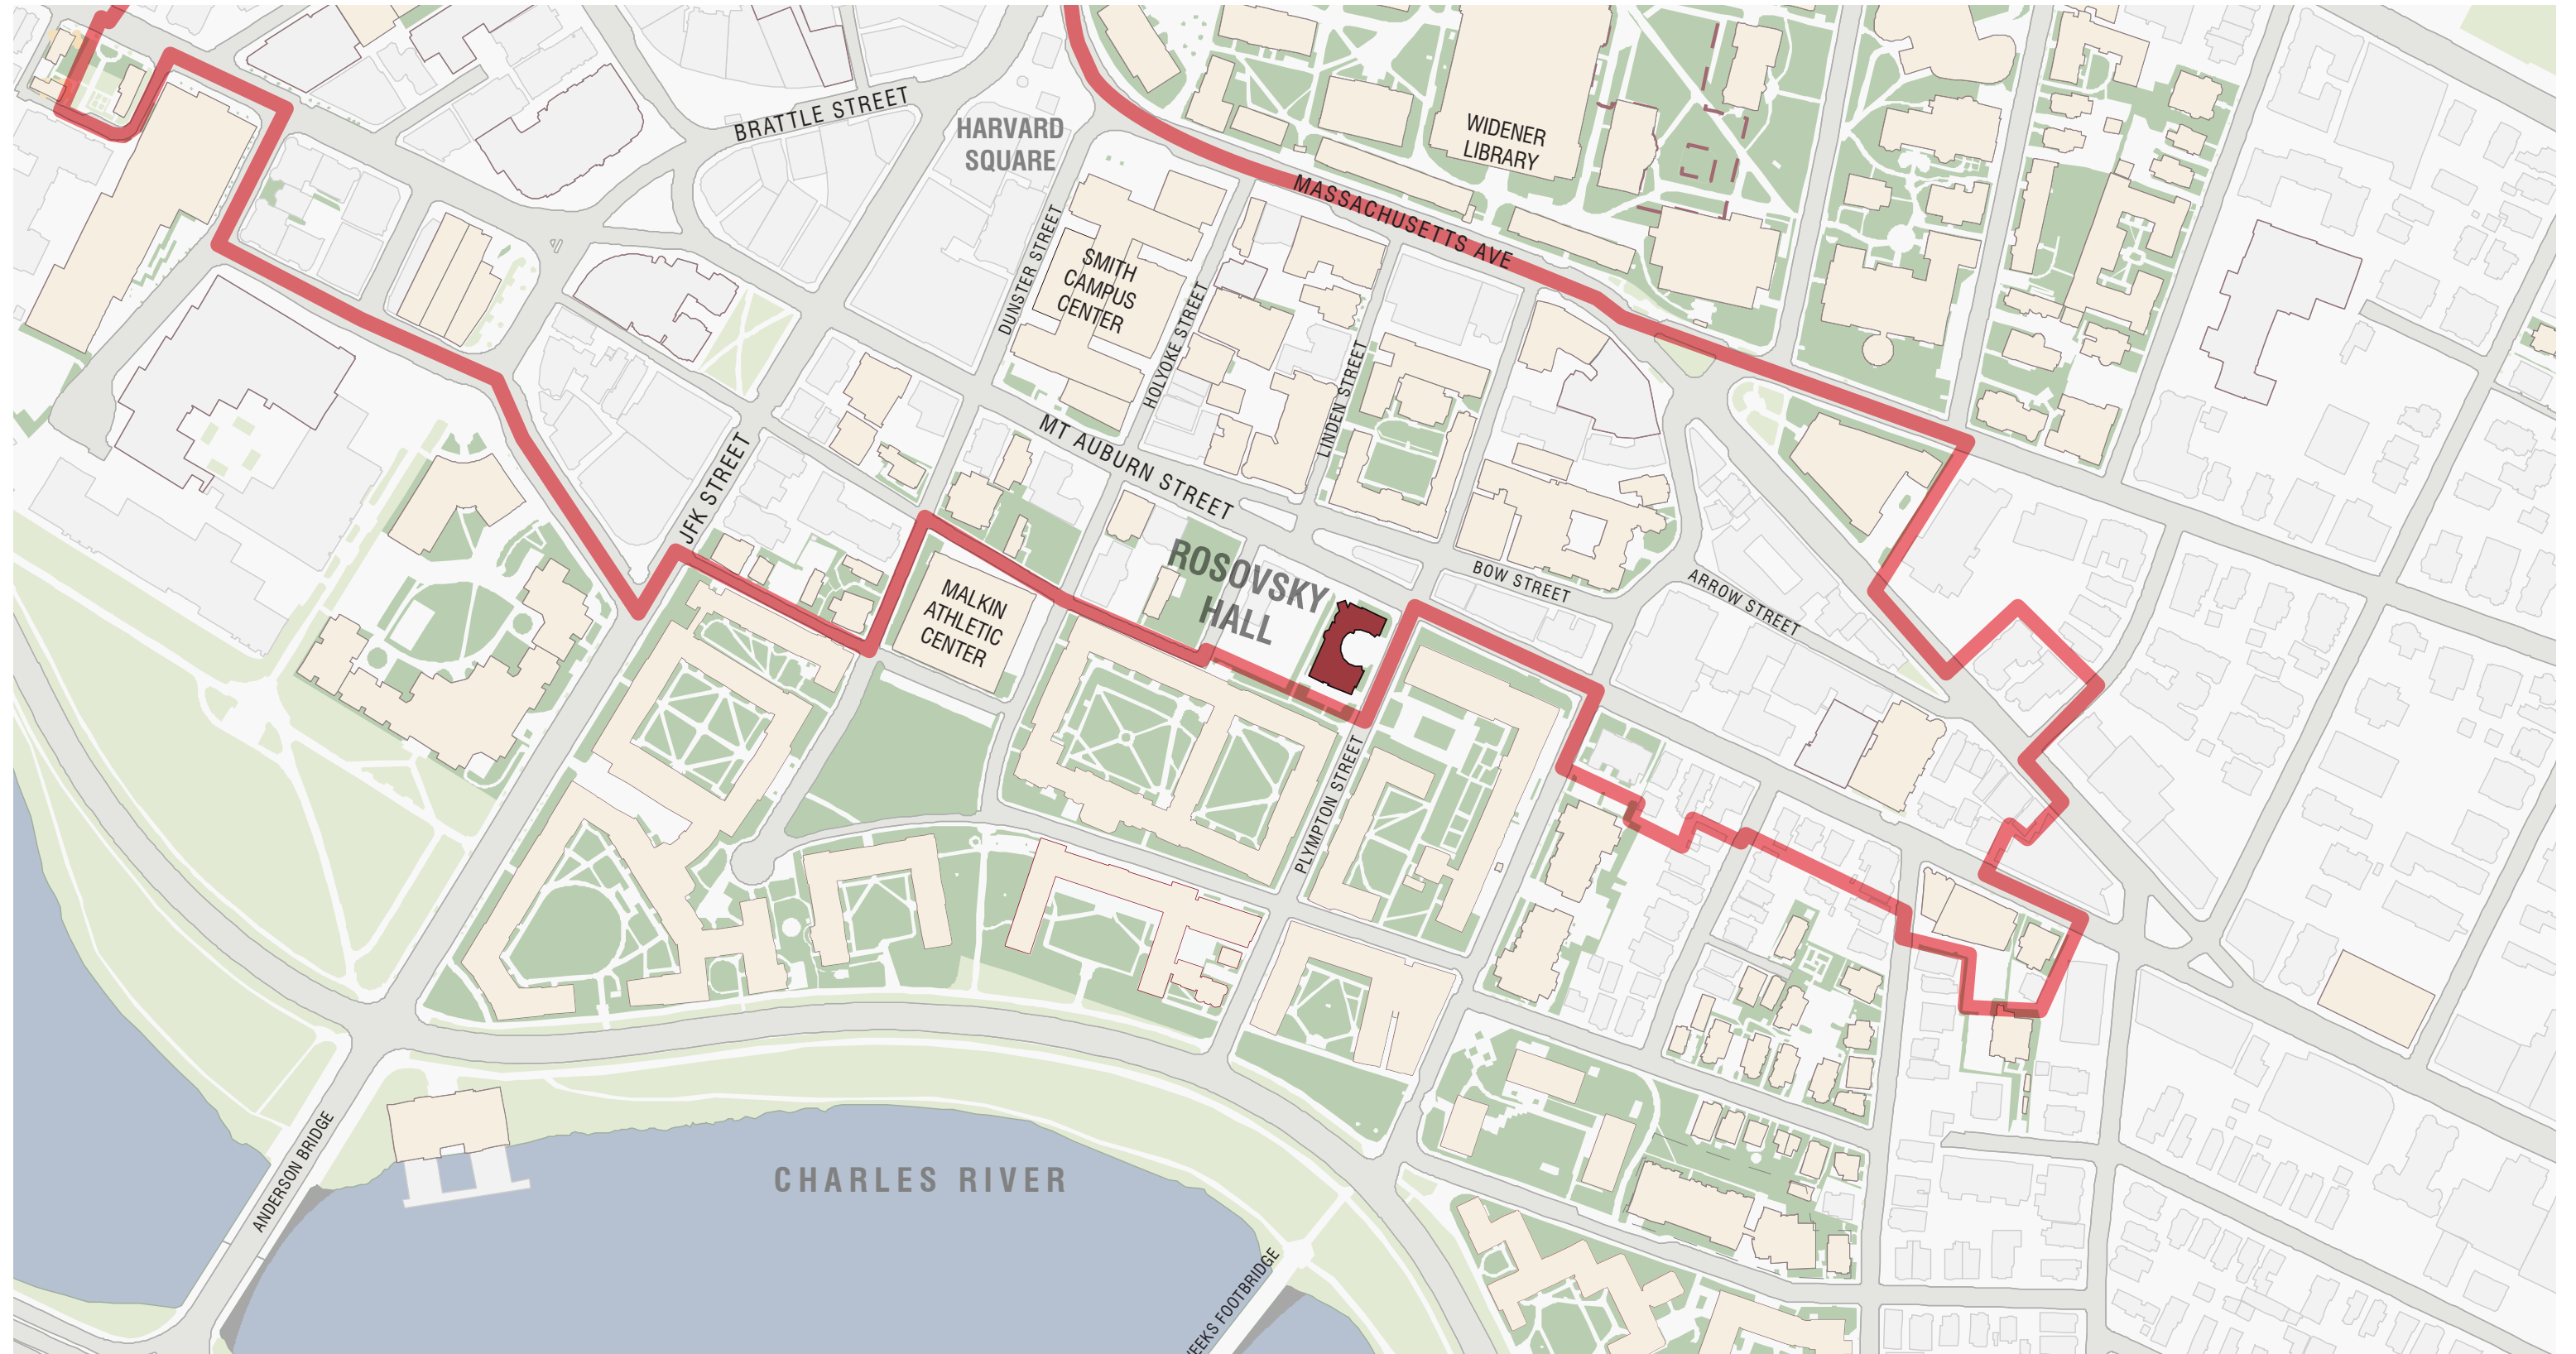 BRATTLE STREET
HARVARD
SQUARE
WIDENER
LIBRARY
MASSACHUSETTS AVE
DUNSTER STREET
SMITH
CAMPUS
CENTER
HOLYOKE STREET
LINDEN STREET
MT AUBURN STREET
JFK STREET
ROSOVSKY
HALL
BOW STREET
ARROW STREET
MALKIN
ATHLETIC
CENTER
PLYMPTON STREET
ANDERSON BRIDGE
CHARLES RIVER
FOOTBRIDGE